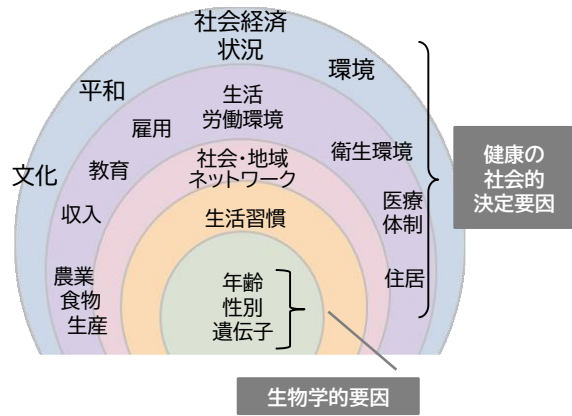 社会経済
状況
環境
平和
文化
生活
労働環境
雇用
教育
収入
農業
食物
生産
衛生環境
医療
体制
住居
社会・地域
ネットワーク
生活習慣
年齢
性別
遺伝子
健康の
社会的
決定要因
生物学的要因